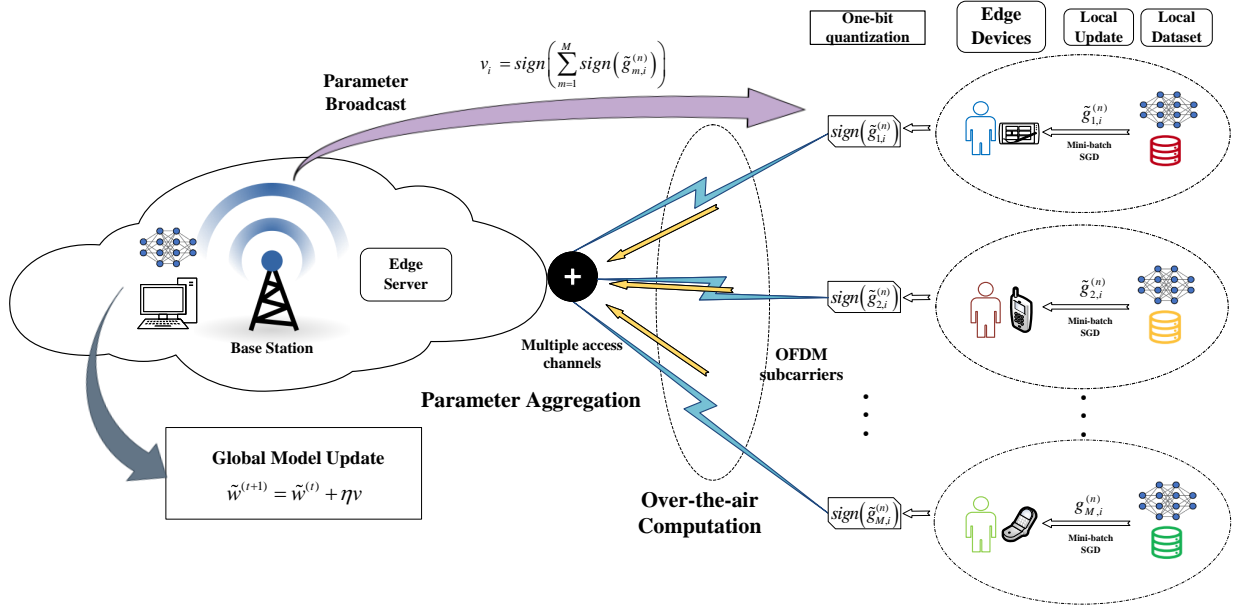 One-bit
quantization
Edge
Devices
Local
Update
Local
Dataset
Parameter
Broadcast
v_i = sign(∑_{m=1}^{M} sign(g̃_{m,i}^{(n)}))
sign(g̃_{1,i}^{(n)})
g̃_{1,i}^{(n)}
Mini-batch
SGD
Edge
Server
Base Station
+
Multiple access
channels
Parameter Aggregation
sign(g̃_{2,i}^{(n)})
g̃_{2,i}^{(n)}
Mini-batch
SGD
OFDM
subcarriers
Global Model Update
w̃^{(t+1)} = w̃^{(t)} + ηv
Over-the-air
Computation
sign(g̃_{M,i}^{(n)})
g_{M,i}^{(n)}
Mini-batch
SGD